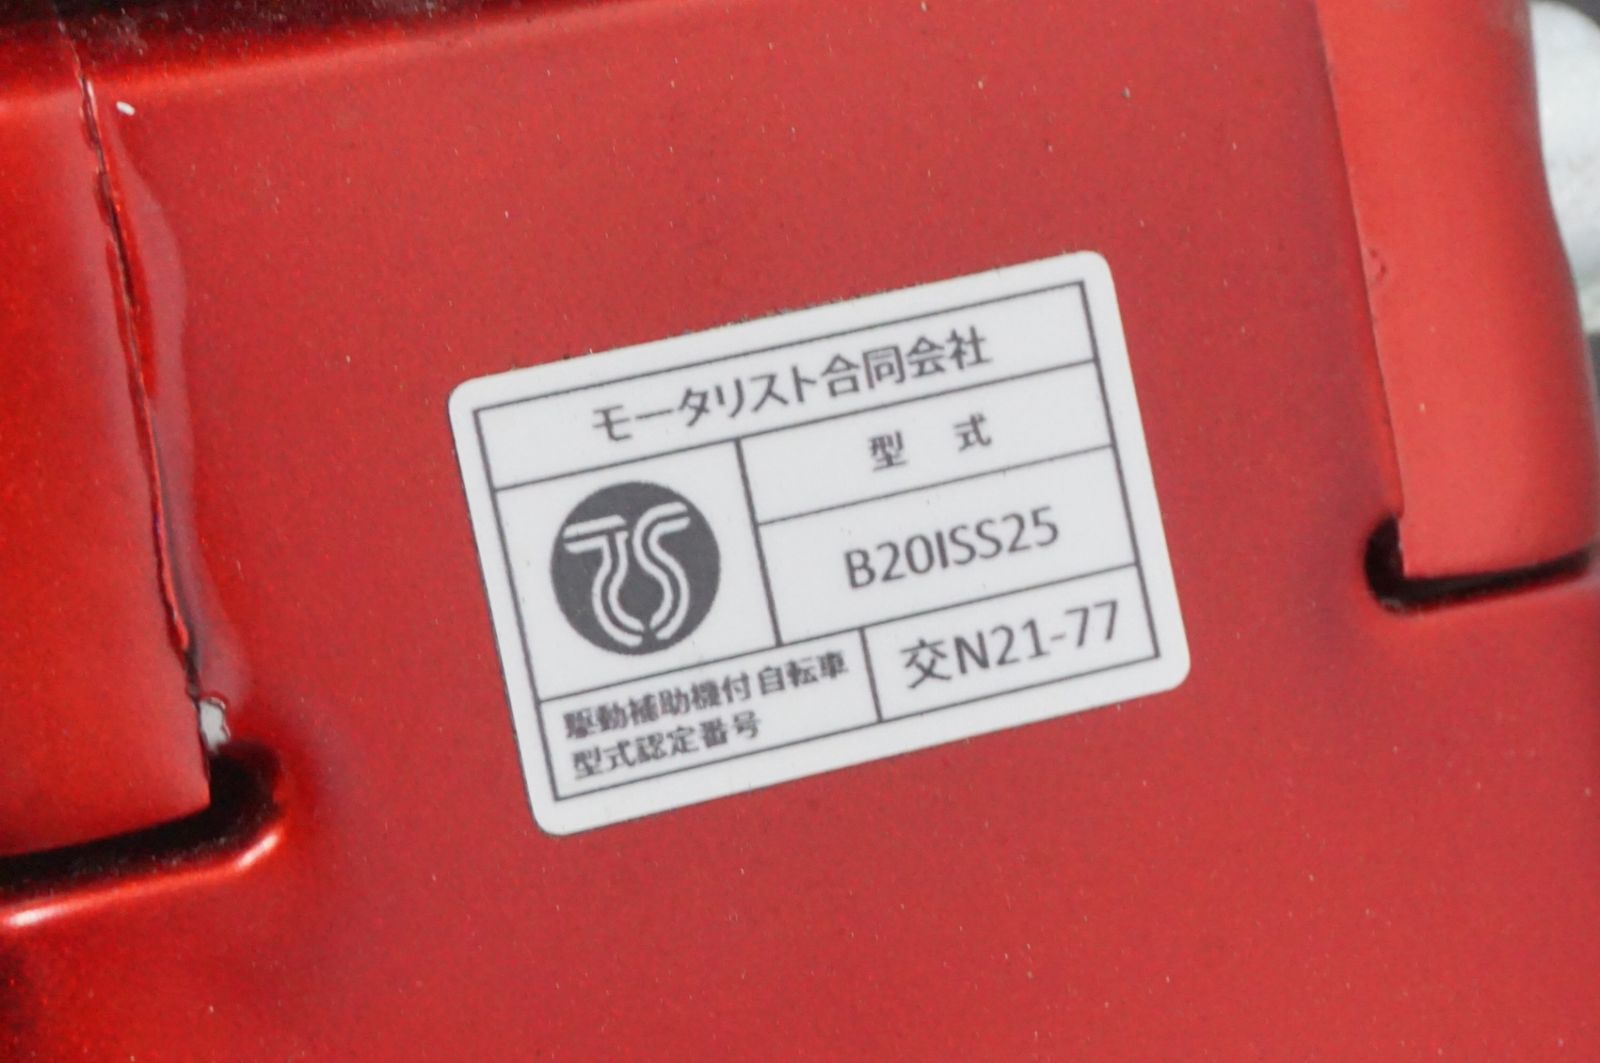 モータリスト合同会社
TS
型 式
B20ISS25
駆動補助機付自転車
型式認定番号
交N21-77